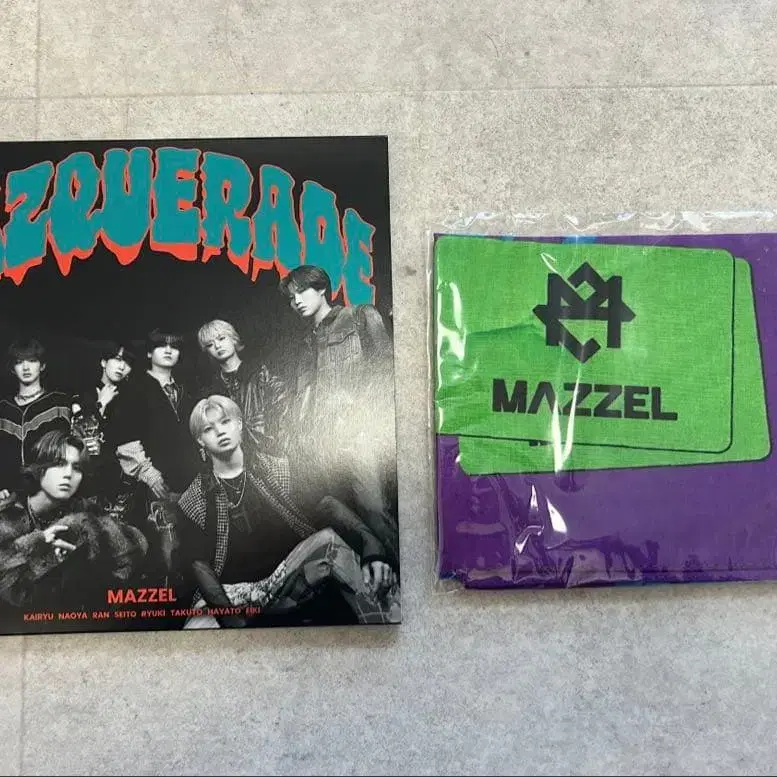 ZQUERADE
MAZZEL
KAIRYU NAOYA RAN SEITO RYUKI TAKUTO HAYATO EIKI
MAZZEL